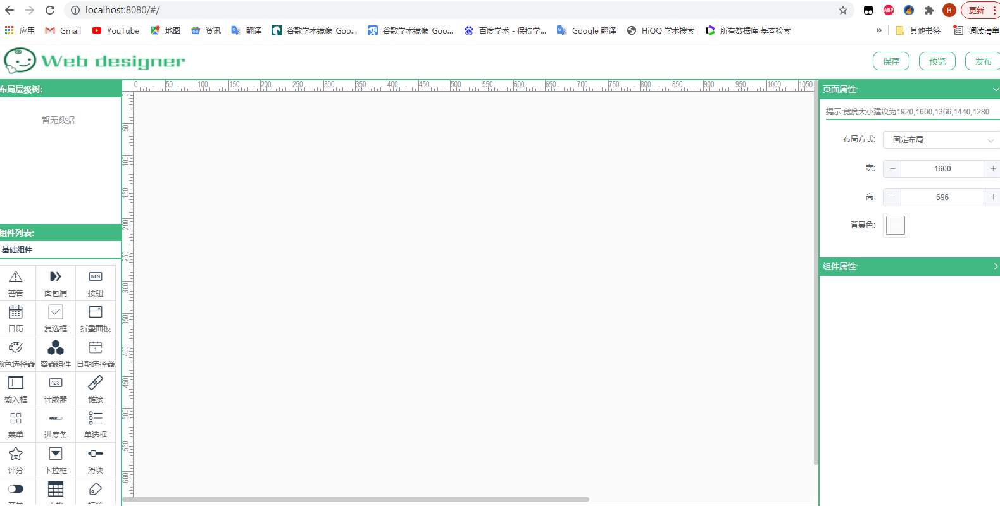 localhost:8080/#/
更新
应用
Gmail
YouTube
地图
资讯
翻译
谷歌学术镜像_Goo...
谷歌学术镜像_Goo...
百度学术 - 保持学...
Google 翻译
HiQQ 学术搜索
所有数据库 基本检索
其他书签
阅读清单
Web designer
保存
预览
发布
布局层级树:
暂无数据
0 50 100 150 200 250 300 350 400 450 500 550 600 650 700 750 800 850 900 950 1000 1050
0
50
100
150
200
250
300
350
400
450
500
550
600
组件列表:
基础组件
警告 面包屑 按钮
日历 复选框 折叠面板
颜色选择器 容器组件 日期选择器
输入框 计数器 链接
菜单 进度条 单选框
评分 下拉框 滑块
页面属性:
提示:宽度大小建议为1920,1600,1366,1440,1280
布局方式: 固定布局
宽: 1600
高: 696
背景色:
组件属性: